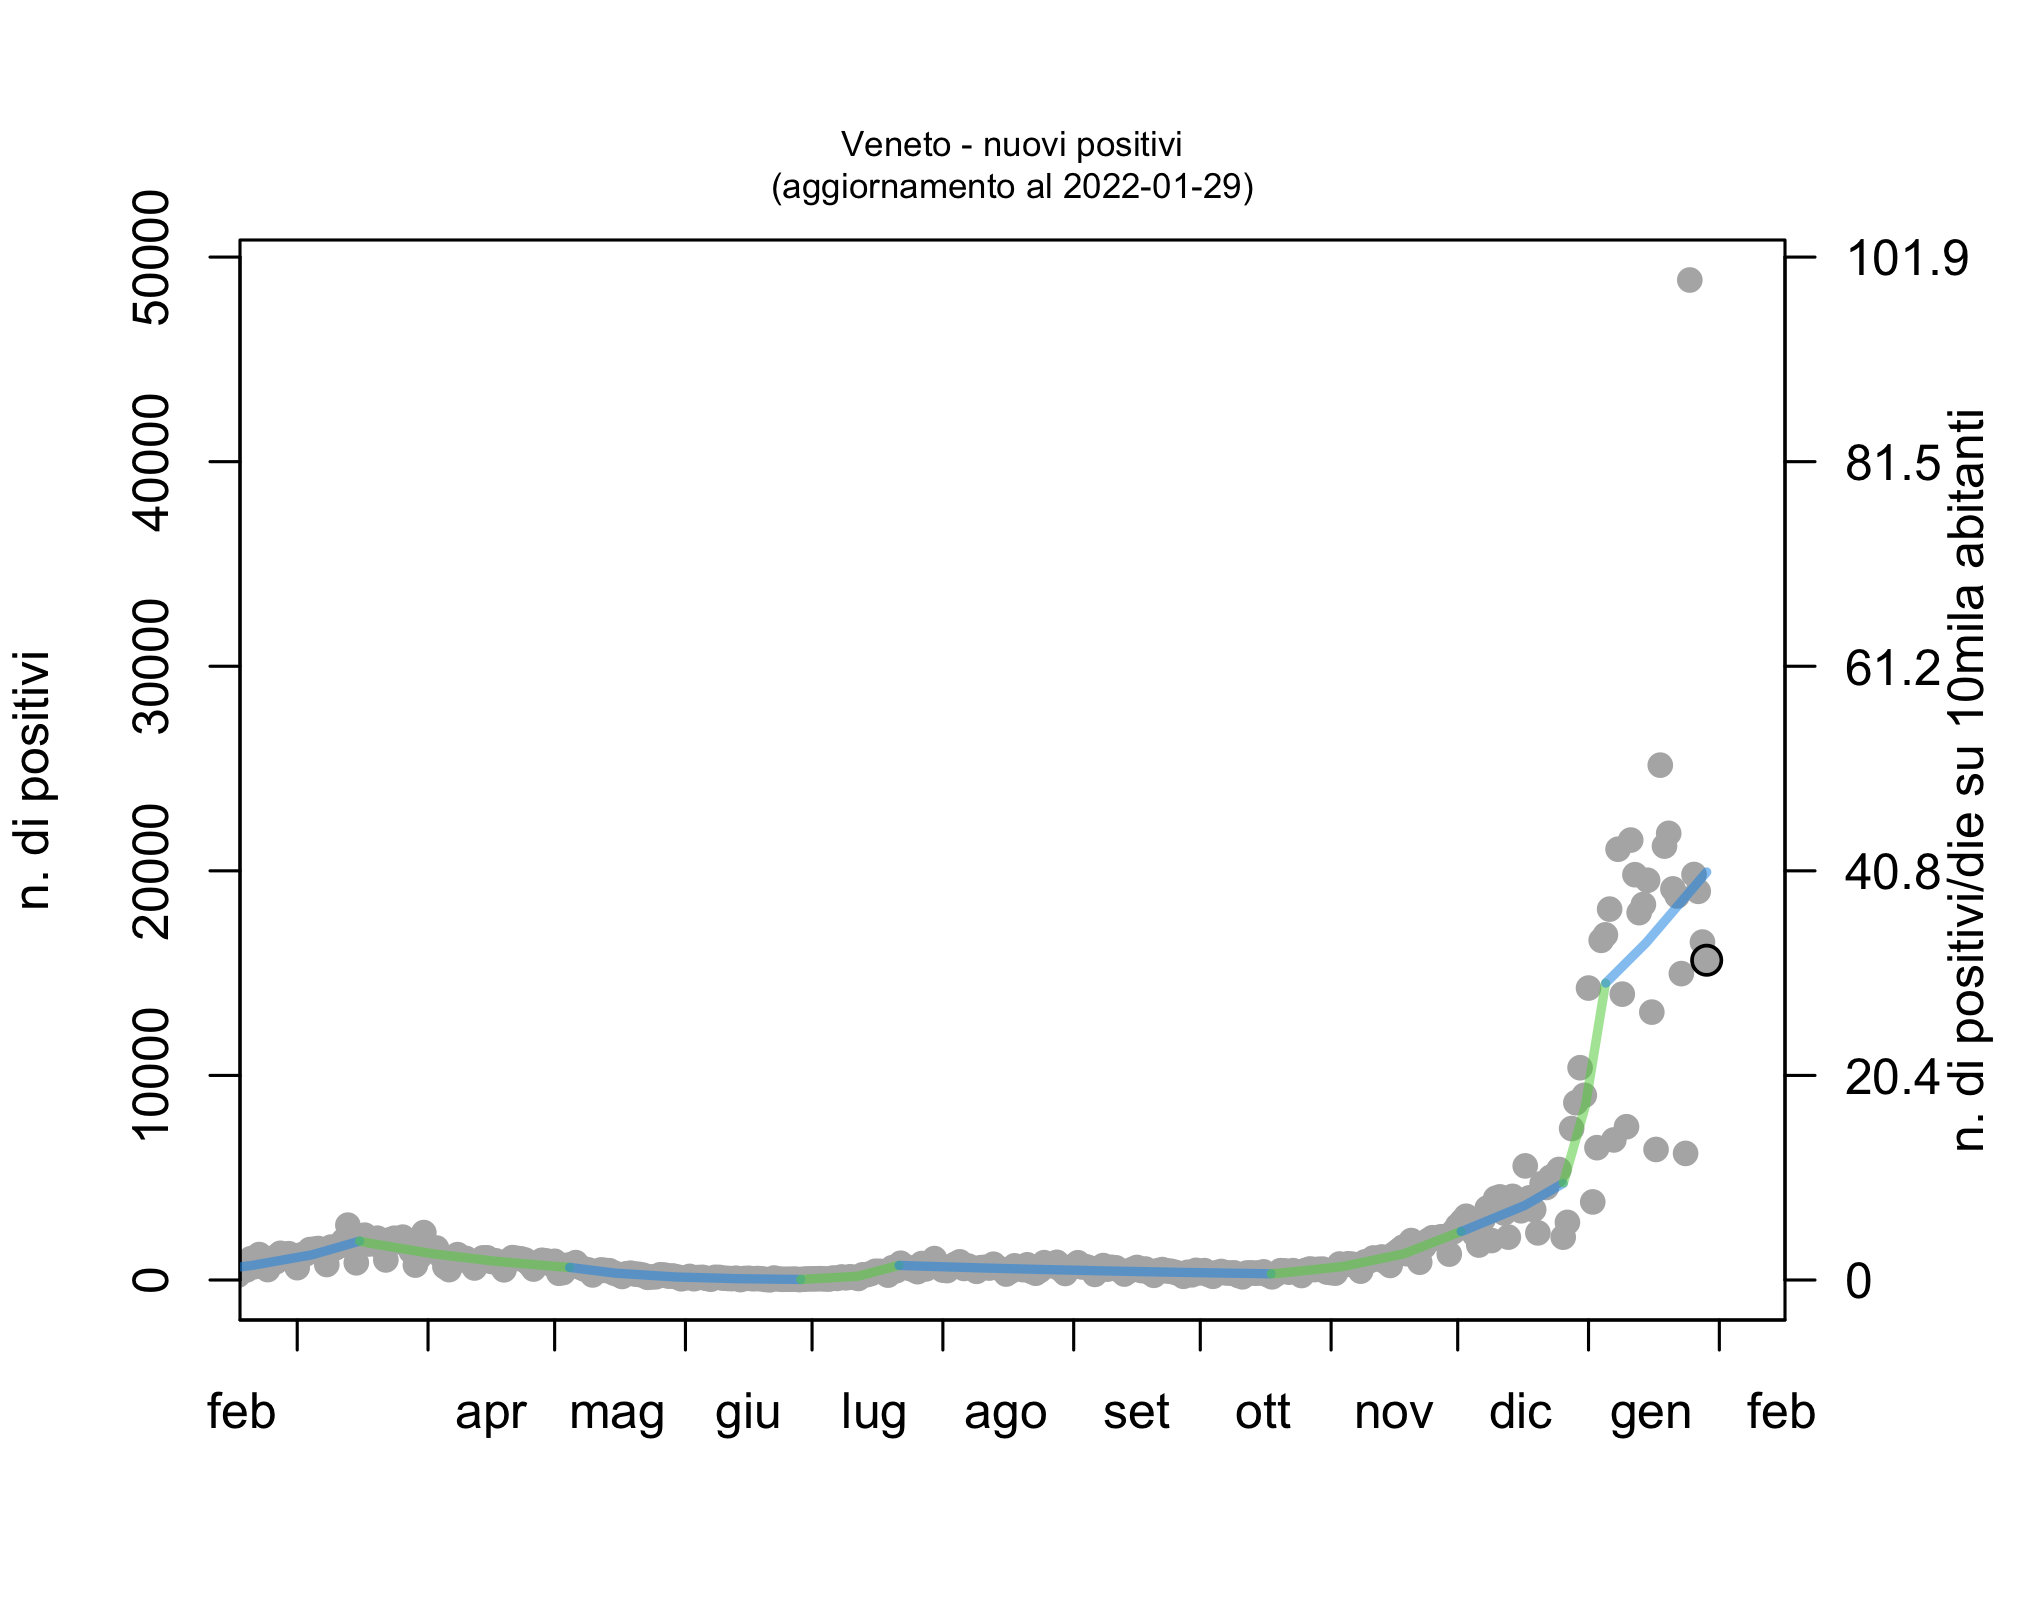 Veneto - nuovi positivi
(aggiornamento al 2022-01-29)
n. di positivi
50000
40000
30000
20000
10000
0
101.9
81.5
61.2
40.8
20.4
0
n. di positivi/die su 10mila abitanti
feb apr mag giu lug ago set ott nov dic gen feb